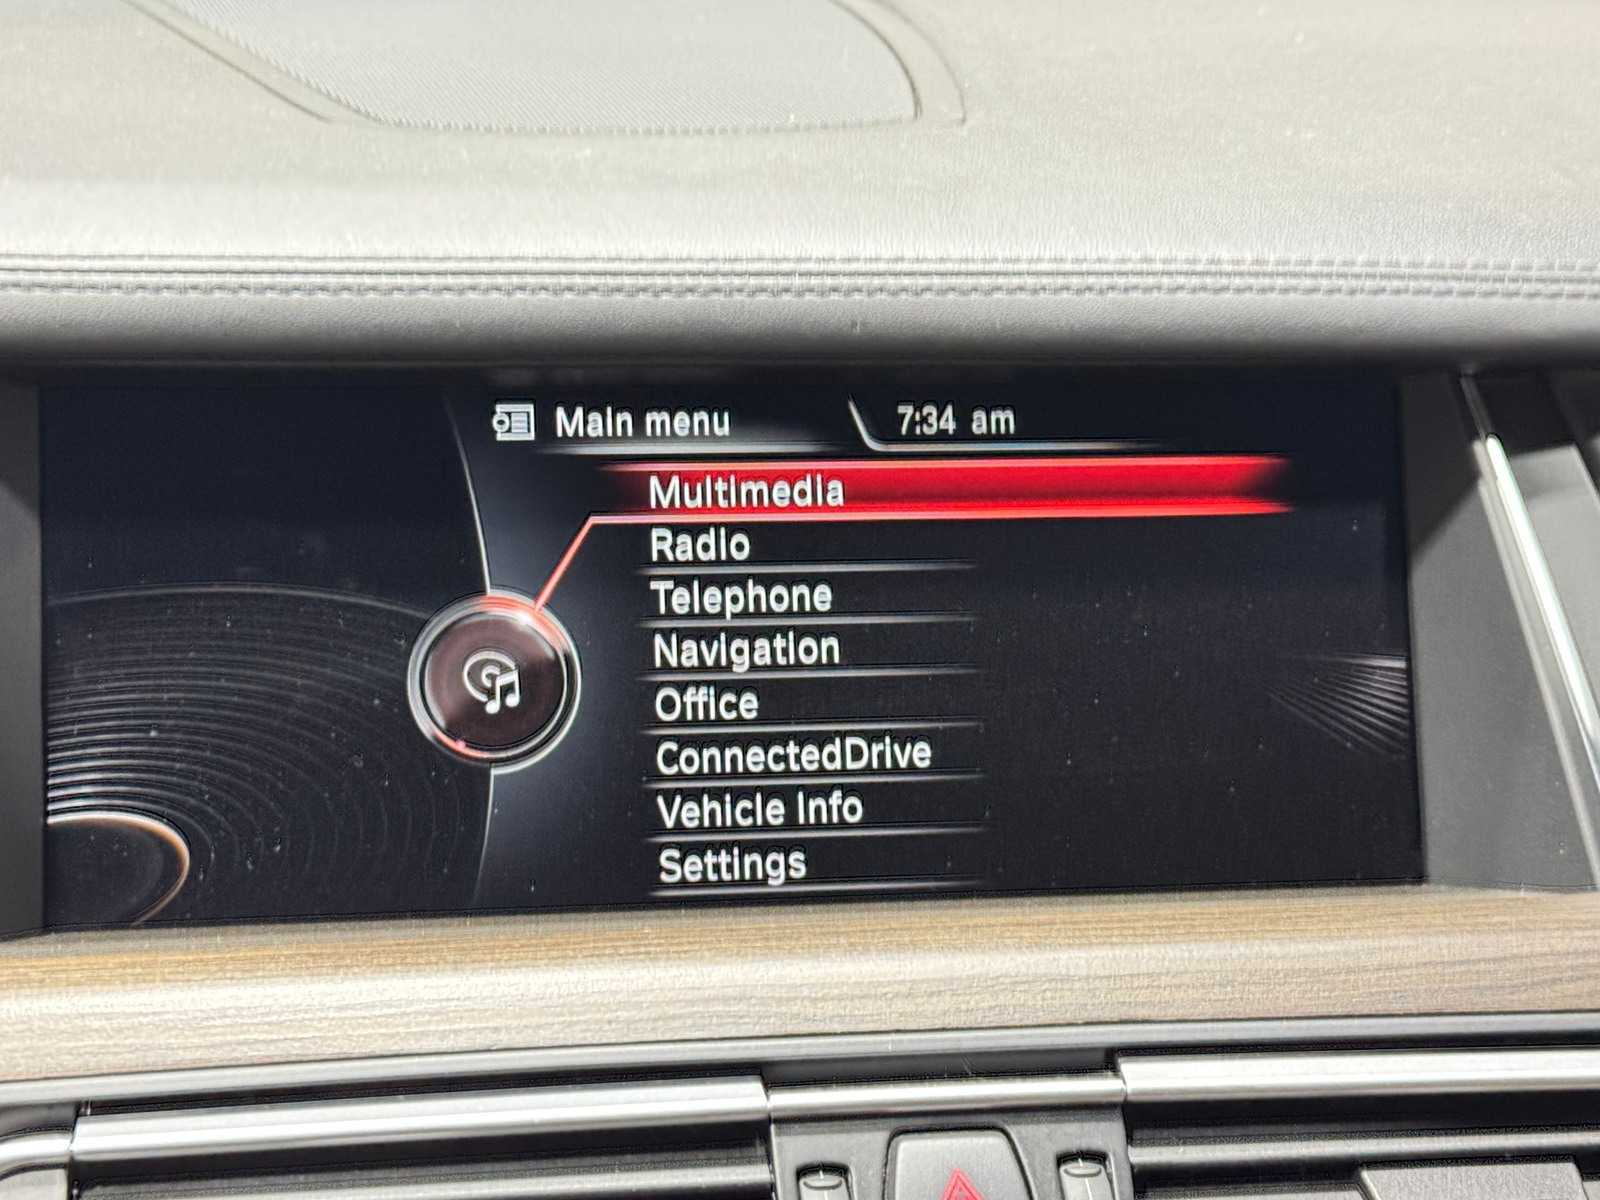 Main menu
7:34 am
Multimedia
Radio
Telephone
Navigation
Office
ConnectedDrive
Vehicle Info
Settings